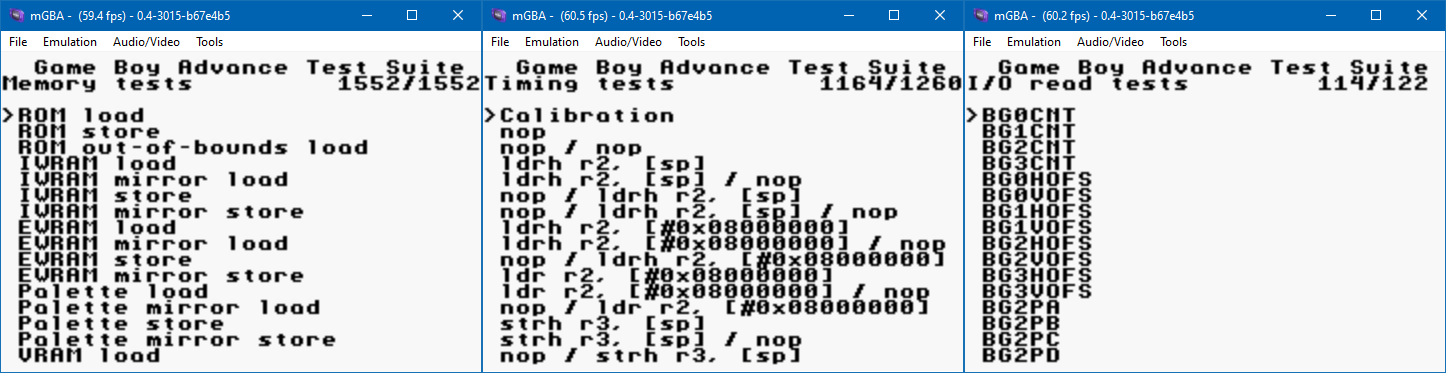 mGBA - (59.4 fps) - 0.4-3015-b67e4b5
File Emulation Audio/Video Tools
Game Boy Advance Test Suite
Memory tests 1552/1552
>ROM load
ROM store
ROM out-of-bounds load
IWRAM load
IWRAM mirror load
IWRAM store
IWRAM mirror store
EWRAM load
EWRAM mirror load
EWRAM store
EWRAM mirror store
Palette load
Palette mirror load
Palette store
Palette mirror store
VRAM load
mGBA - (60.5 fps) - 0.4-3015-b67e4b5
File Emulation Audio/Video Tools
Game Boy Advance Test Suite
Timing tests 1164/1260
>Calibration
nop
nop / nop
ldrh r2, [sp]
ldrh r2, [sp] / nop
nop / ldrh r2, [sp]
nop / ldrh r2, [sp] / nop
ldrh r2, [#0x08000000]
ldrh r2, [#0x08000000] / nop
nop / ldrh r2, [#0x08000000]
ldr r2, [#0x08000000]
ldr r2, [#0x08000000] / nop
nop / ldr r2, [#0x08000000]
strh r3, [sp]
strh r3, [sp] / nop
nop / strh r3, [sp]
mGBA - (60.2 fps) - 0.4-3015-b67e4b5
File Emulation Audio/Video Tools
Game Boy Advance Test Suite
I/O read tests 114/122
>BG0CNT
BG1CNT
BG2CNT
BG3CNT
BG0HOFS
BG0VOFS
BG1HOFS
BG1VOFS
BG2HOFS
BG2VOFS
BG3HOFS
BG3VOFS
BG2PA
BG2PB
BG2PC
BG2PD